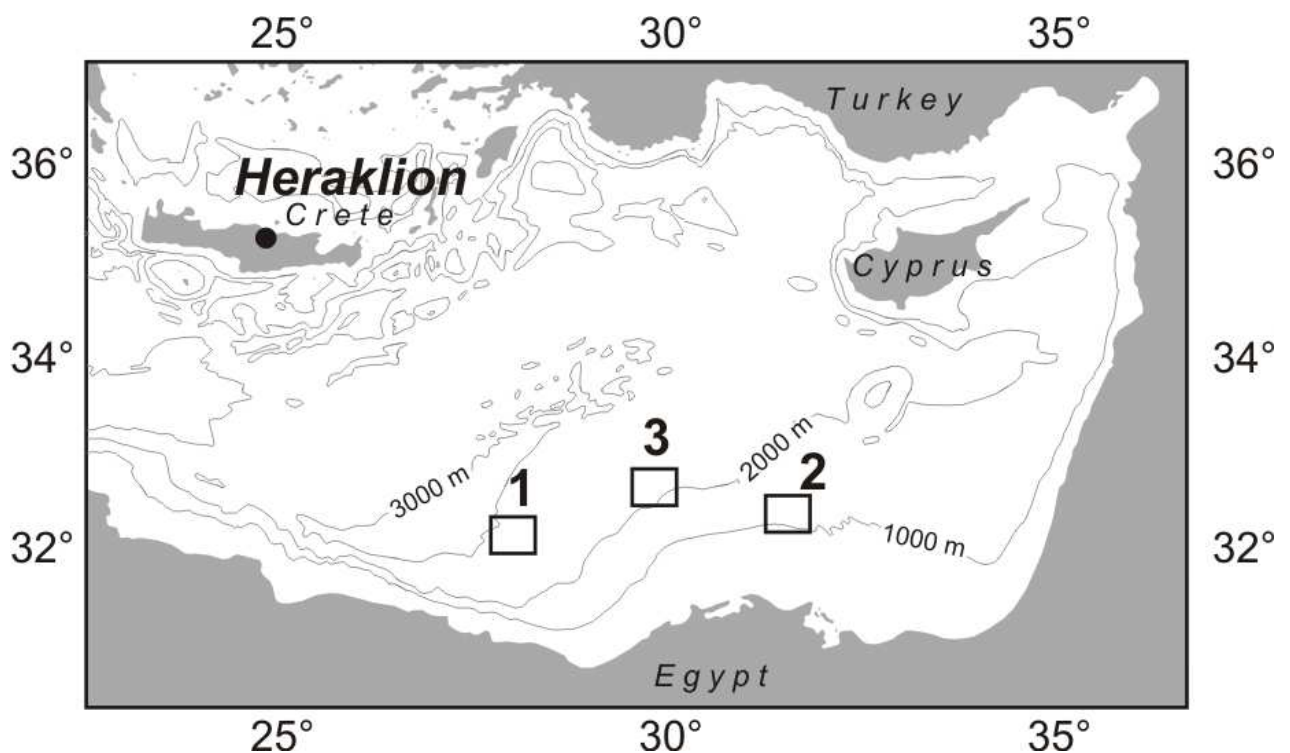 25° 30° 35°
Turkey
36° 36°
Heraklion
Crete
Cyprus
34° 34°
3
2000 m
3000 m
1
2
32° 32°
1000 m
Egypt
25° 30° 35°